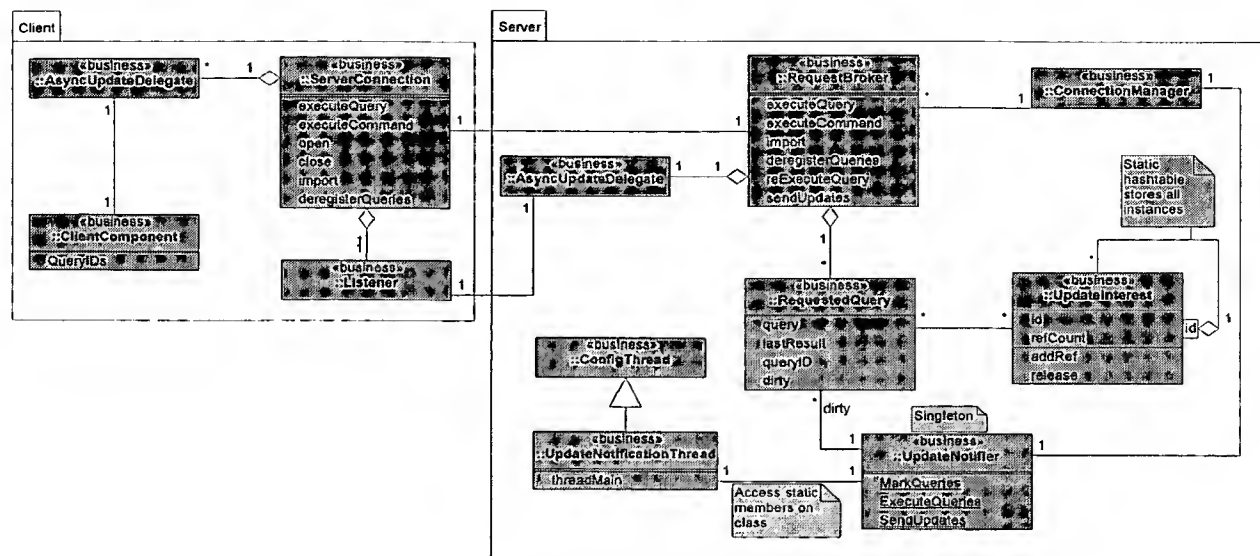 Client
«business»
::AsyncUpdateDelegate
*
1
«business»
::ServerConnection
executeQuery
executeCommand
open
close
import
deregisterQueries
1
1
«business»
::ClientComponent
QueryIDs
1
«business»
::Listener
1
1
Server
«business»
::RequestBroker
executeQuery
executeCommand
import
deregisterQueries
reExecuteQuery
sendUpdates
1
*
1
«business»
::ConnectionManager
1
«business»
::AsyncUpdateDelegate
1
1
1
Static
hashtable
stores all
instances
1
*
«business»
::RequestedQuery
query
lastResult
queryID
dirty
*
*
*
«business»
::UpdateInterest
id
refCount
addRef
release
id
1
«business»
::ConfigThread
«business»
::UpdateNotificationThread
threadMain
1
Access static
members on
class
*
dirty
1
Singleton
«business»
::UpdateNotifier
MarkQueries
ExecuteQueries
SendUpdates
1
1